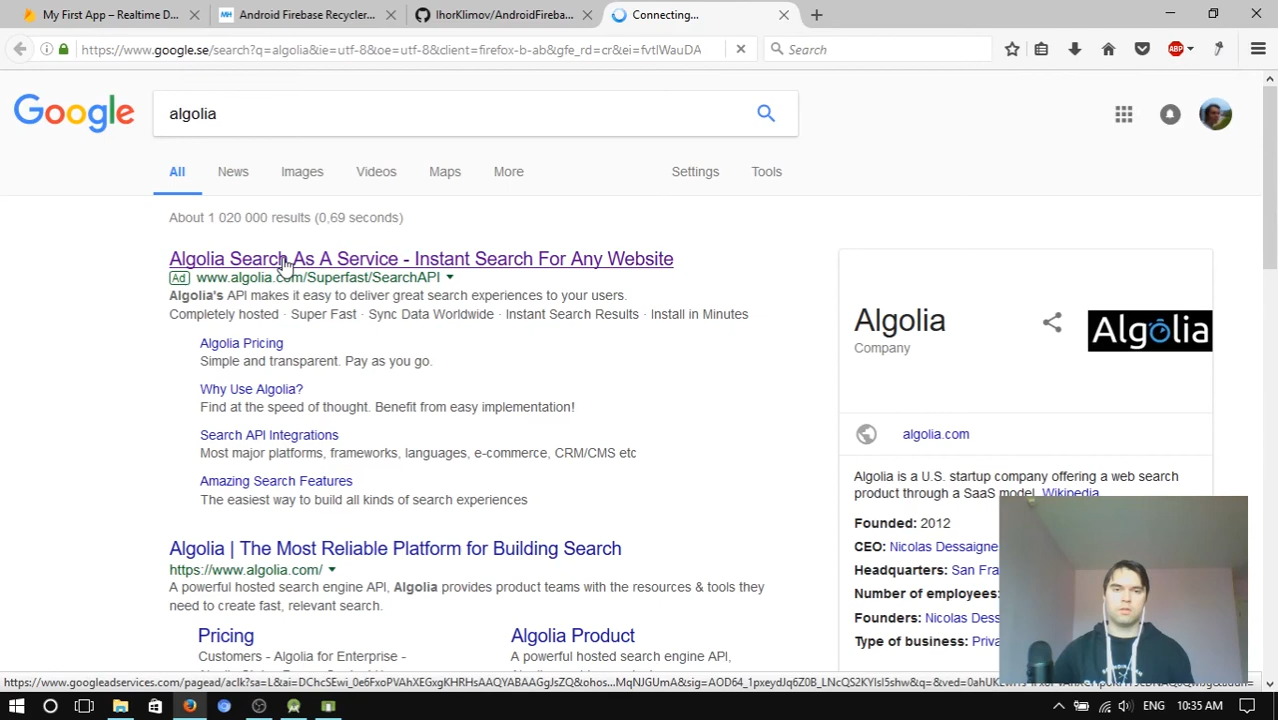 My First App – Realtime D...
Android Firebase Recycler...
IhorKlimov/AndroidFireba...
Connecting...
https://www.google.se/search?q=algolia&ie=utf-8&oe=utf-8&client=firefox-b-ab&gfe_rd=cr&ei=fvtlWauDA
Search
ABP
Google
algolia
All News Images Videos Maps More Settings Tools
About 1 020 000 results (0,69 seconds)
Algolia Search As A Service - Instant Search For Any Website
Ad www.algolia.com/Superfast/SearchAPI
Algolia's API makes it easy to deliver great search experiences to your users.
Completely hosted · Super Fast · Sync Data Worldwide · Instant Search Results · Install in Minutes
Algolia Pricing
Simple and transparent. Pay as you go.
Why Use Algolia?
Find at the speed of thought. Benefit from easy implementation!
Search API Integrations
Most major platforms, frameworks, languages, e-commerce, CRM/CMS etc
Amazing Search Features
The easiest way to build all kinds of search experiences
Algolia | The Most Reliable Platform for Building Search
https://www.algolia.com/
A powerful hosted search engine API, Algolia provides product teams with the resources & tools they
need to create fast, relevant search.
Pricing
Customers - Algolia for Enterprise -
Algolia Product
A powerful hosted search engine API,
Algolia
Company
Algolia
algolia.com
Algolia is a U.S. startup company offering a web search
product through a SaaS model. Wikipedia
Founded: 2012
CEO: Nicolas Dessaigne
Headquarters: San Fra
Number of employees:
Founders: Nicolas Dess
Type of business: Priva
ENG 10:35 AM